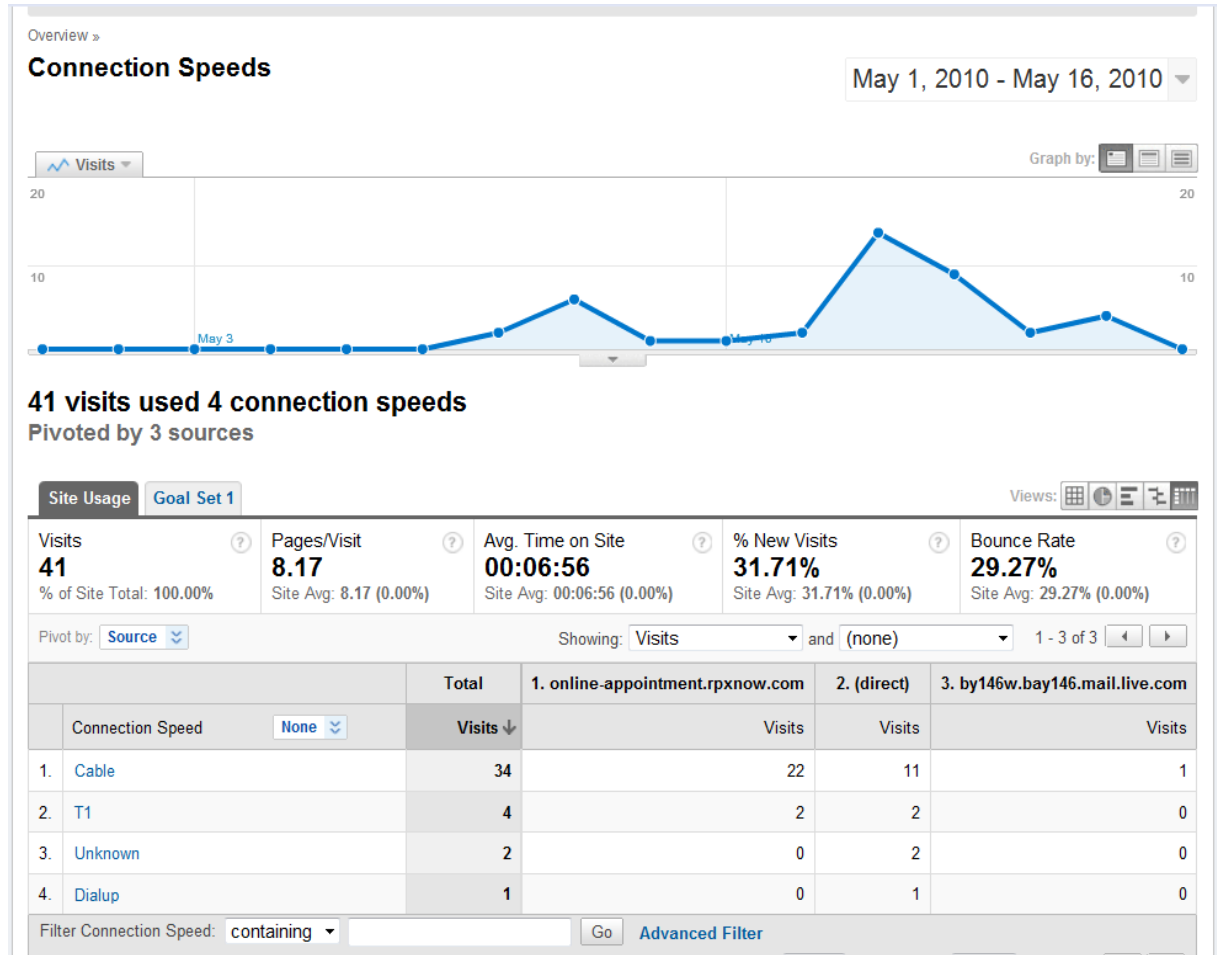 Overview »
Connection Speeds
May 1, 2010 - May 16, 2010
Visits
Graph by:
20 20
10 10
May 3
41 visits used 4 connection speeds
Pivoted by 3 sources
Site Usage Goal Set 1 Views:
Visits ? Pages/Visit ? Avg. Time on Site ? % New Visits ? Bounce Rate ?
41 8.17 00:06:56 31.71% 29.27%
% of Site Total: 100.00% Site Avg: 8.17 (0.00%) Site Avg: 00:06:56 (0.00%) Site Avg: 31.71% (0.00%) Site Avg: 29.27% (0.00%)
Pivot by: Source Showing: Visits and (none) 1 - 3 of 3
Total 1. online-appointment.rpxnow.com 2. (direct) 3. by146w.bay146.mail.live.com
Connection Speed None Visits Visits Visits Visits
1. Cable 34 22 11 1
2. T1 4 2 2 0
3. Unknown 2 0 2 0
4. Dialup 1 0 1 0
Filter Connection Speed: containing Go Advanced Filter